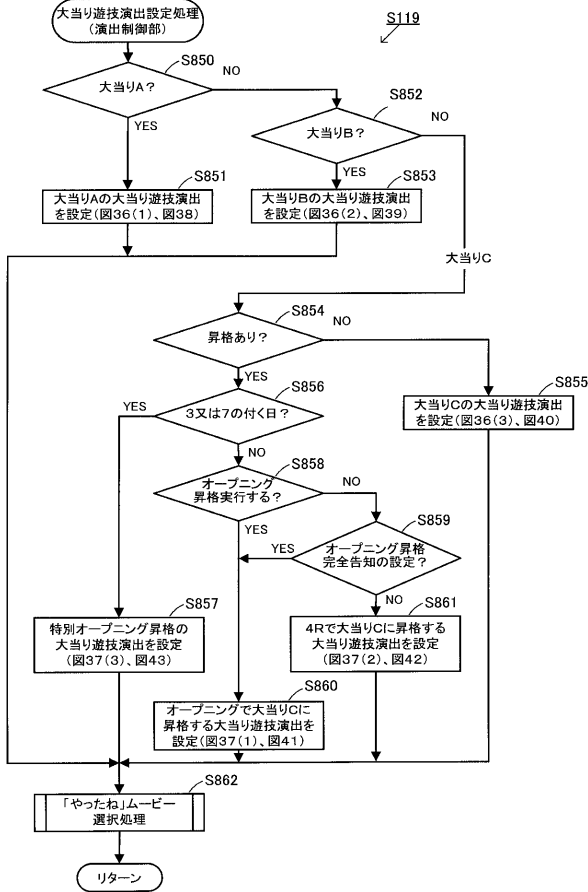 大当り遊技演出設定処理
(演出制御部)
S119
S850
大当りA？
NO
YES
S852
大当りB？
NO
YES
S851
大当りAの大当り遊技演出
を設定(図36(1)、図38)
S853
大当りBの大当り遊技演出
を設定(図36(2)、図39)
大当りC
S854
昇格あり？
NO
YES
S855
大当りCの大当り遊技演出
を設定(図36(3)、図40)
S856
3又は7の付く日？
YES
NO
S858
オープニング
昇格実行する？
NO
YES
S859
オープニング昇格
完全告知の設定？
YES
NO
S857
特別オープニング昇格の
大当り遊技演出を設定
(図37(3)、図43)
S861
4Rで大当りCに昇格する
大当り遊技演出を設定
(図37(2)、図42)
S860
オープニングで大当りCに
昇格する大当り遊技演出を
設定(図37(1)、図41)
S862
「やったね」ムービー
選択処理
リターン